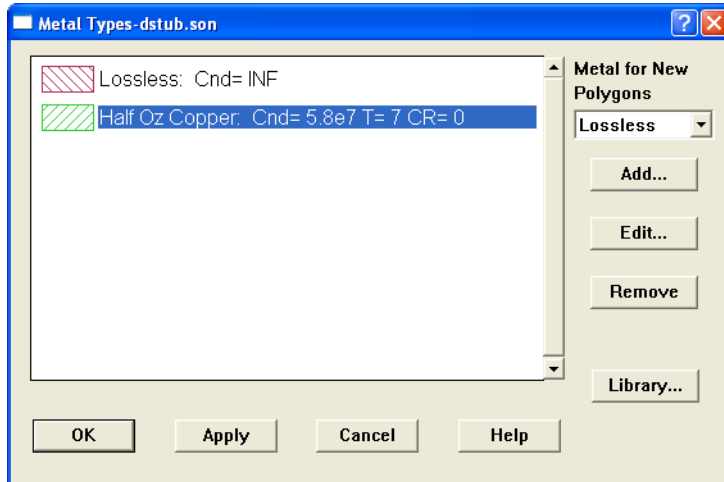 Metal Types-dstub.son
Lossless: Cnd= INF
Half Oz Copper: Cnd= 5.8e7 T= 7 CR= 0
Metal for New
Polygons
Lossless
Add...
Edit...
Remove
Library...
OK
Apply
Cancel
Help